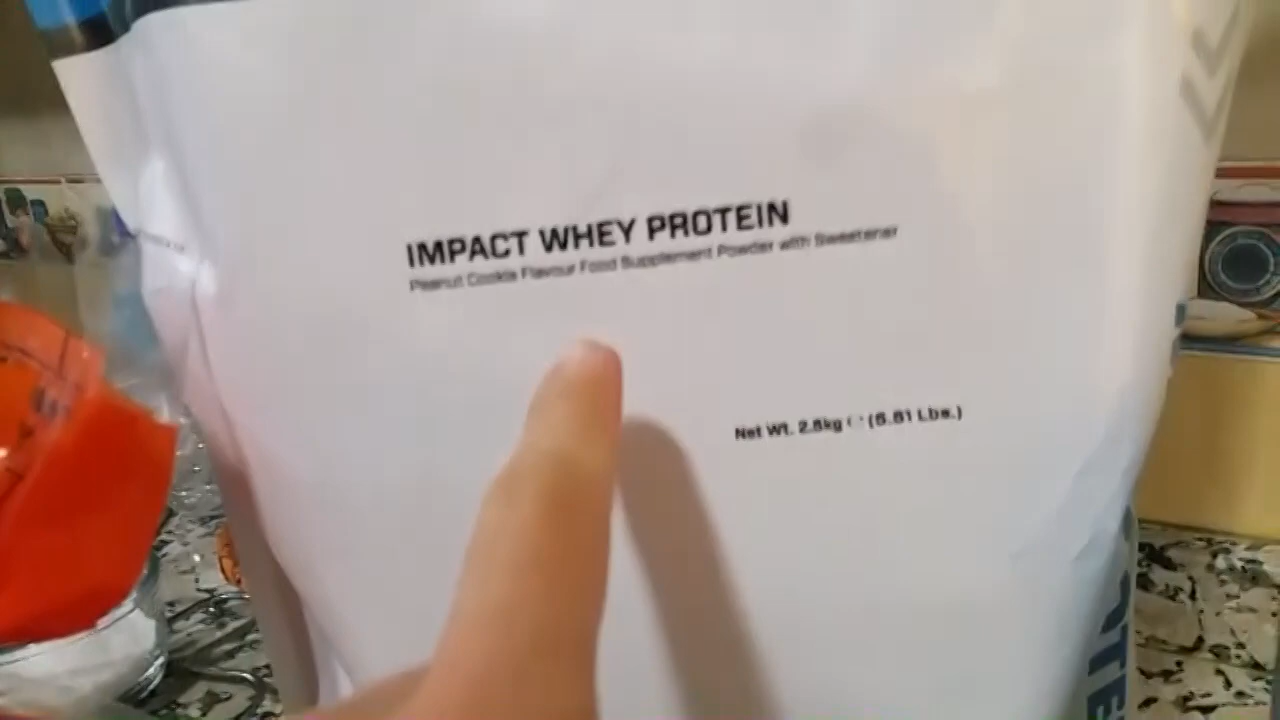 IMPACT WHEY PROTEIN
Peanut Cookie Flavour Food Supplement Powder with Sweetener
Net Wt. 2.5kg ℮ (5.51 Lbs.)